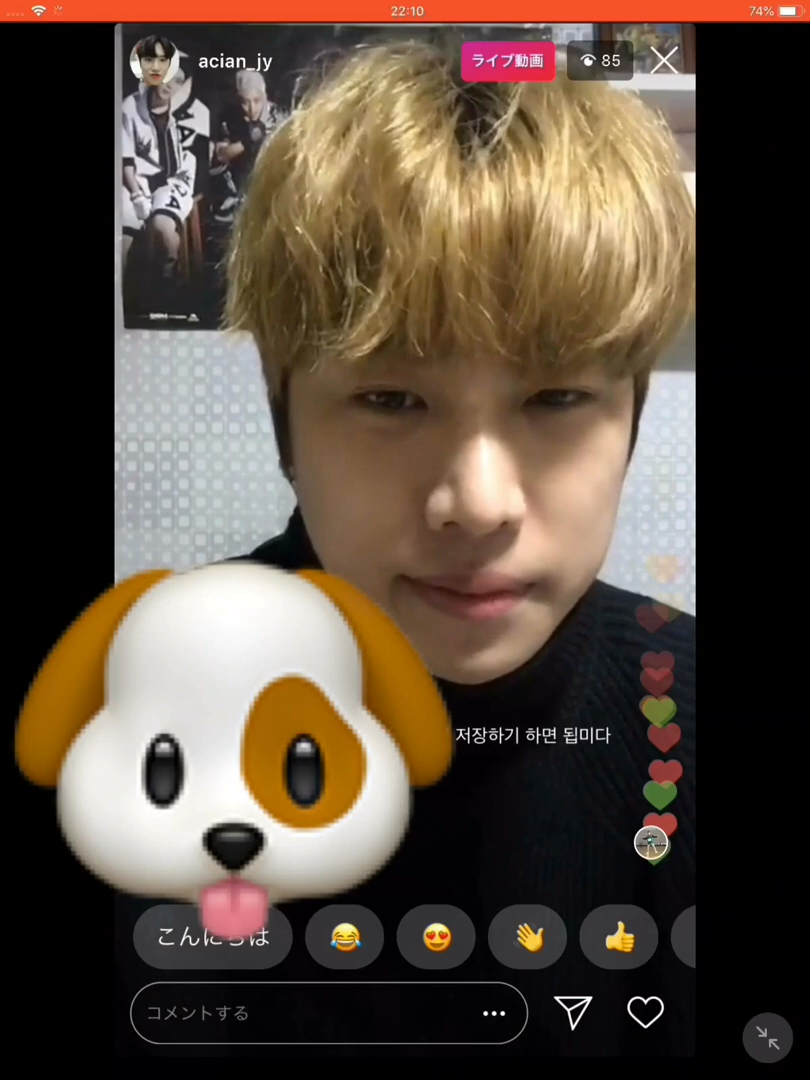 22:10
74%
acian_jy
ライブ動画
85
저장하기 하면 됩미다
こんにちは
コメントする